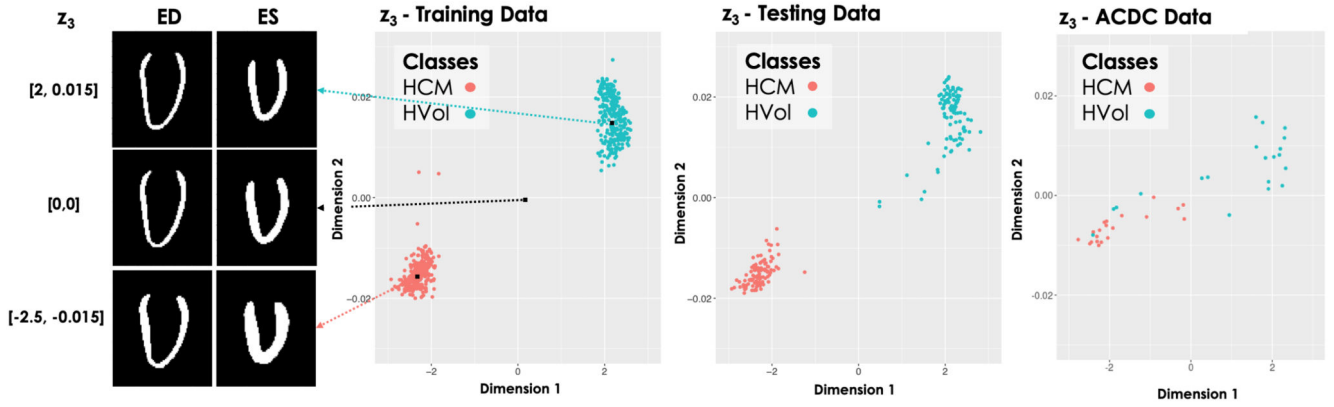 z3
ED
ES
[2, 0.015]
[0,0]
[-2.5, -0.015]
z3 - Training Data
Classes
HCM
HVol
Dimension 2
0.02
0.00
-0.02
-2
0
2
Dimension 1
z3 - Testing Data
Classes
HCM
HVol
Dimension 2
0.02
0.00
-0.02
-2
0
2
Dimension 1
z3 - ACDC Data
Classes
HCM
HVol
Dimension 2
0.02
0.00
-0.02
-2
0
2
Dimension 1